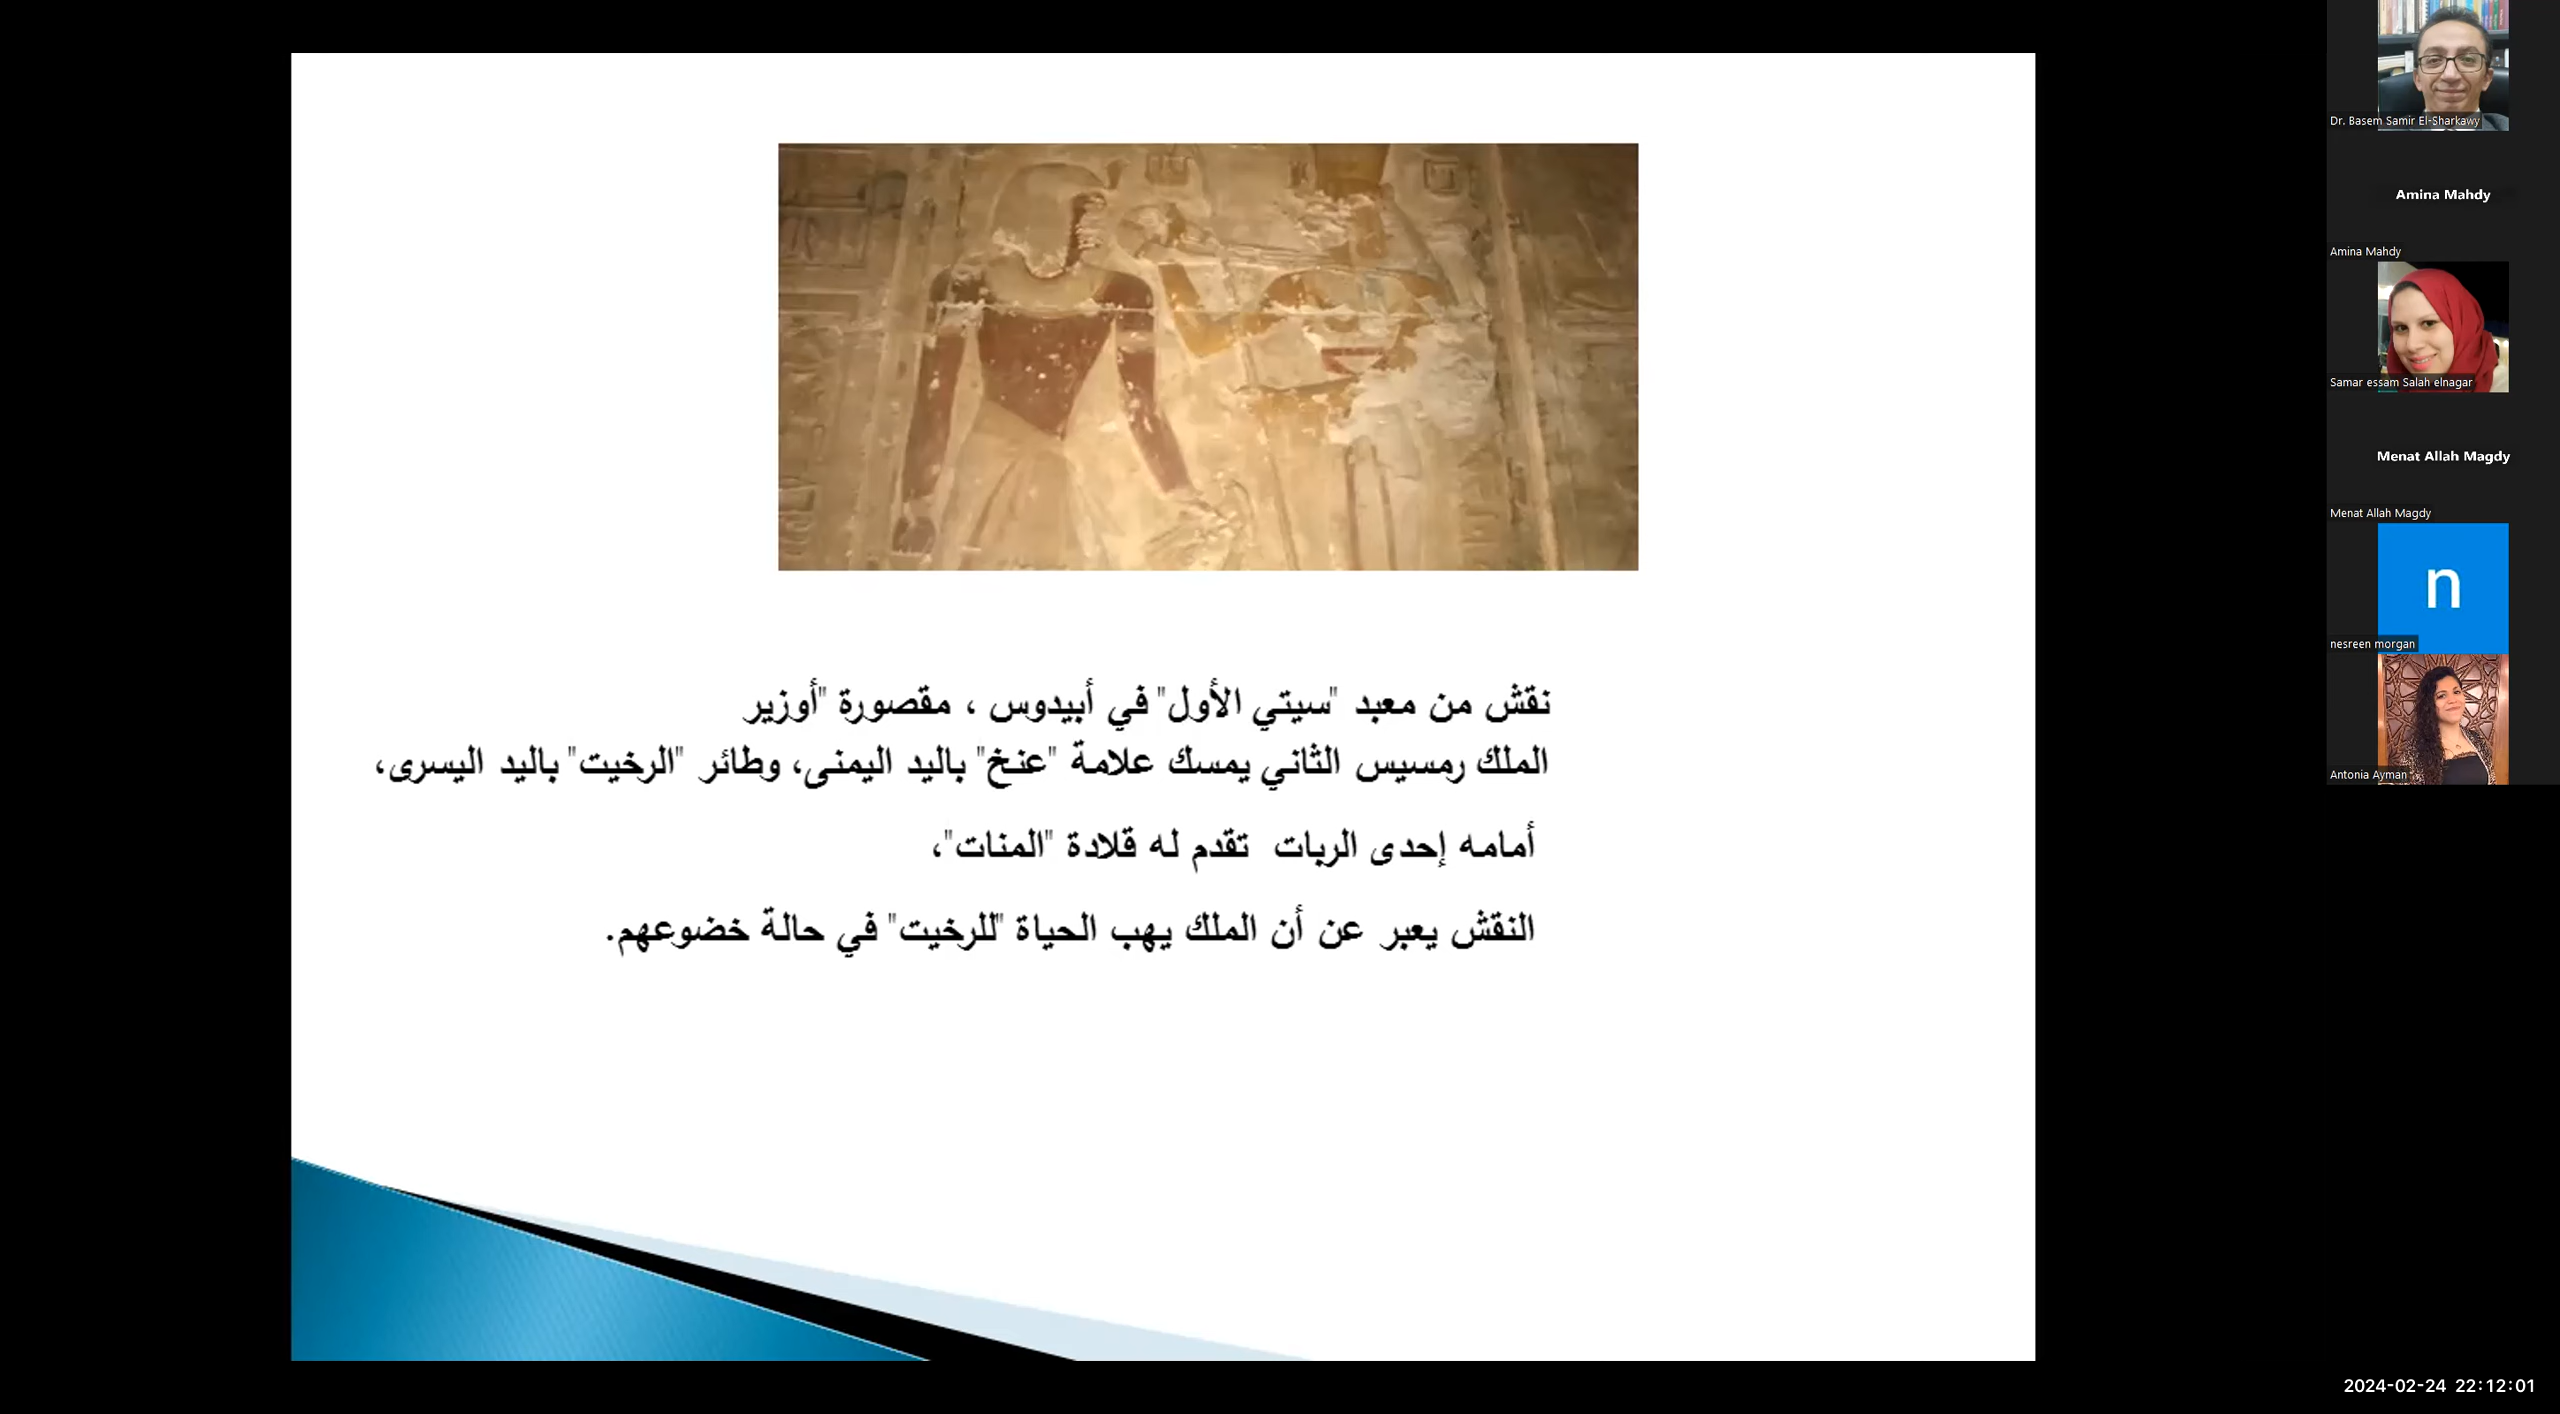 نقش من معبد "سيتي الأول" في أبيدوس ، مقصورة "أوزير
الملك رمسيس الثاني يمسك علامة "عنخ" باليد اليمنى، وطائر "الرخيت" باليد اليسرى،
أمامه إحدى الربات تقدم له قلادة "المنات"،
النقش يعبر عن أن الملك يهب الحياة "للرخيت" في حالة خضوعهم.
Dr. Basem Samir El-Sharkawy
Amina Mahdy
Amina Mahdy
Samar essam Salah elnagar
Menat Allah Magdy
Menat Allah Magdy
n
nesreen morgan
Antonia Ayman
2024-02-24 22:12:01